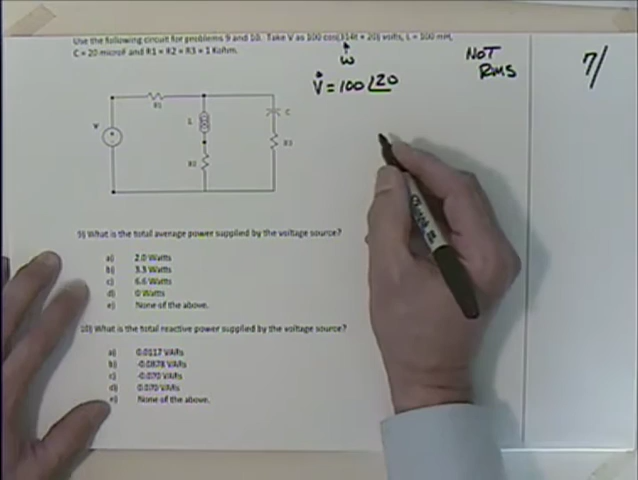 Use the following circuit for problems 9 and 10. Take V as 100 cos(314t + 20) volts, L = 100 mH,
C = 20 microF and R1 = R2 = R3 = 1 Kohm.
ω
NOT
RMS
7/
V = 100∠20
V
R1
L
C
R2
R3
9) What is the total average power supplied by the voltage source?
a) 2.0 Watts
b) 3.3 Watts
c) 6.6 Watts
d) 0 Watts
e) None of the above.
10) What is the total reactive power supplied by the voltage source?
a) 0.0117 VARs
b) -0.0878 VARs
c) -0.070 VARs
d) 0.070 VARs
e) None of the above.